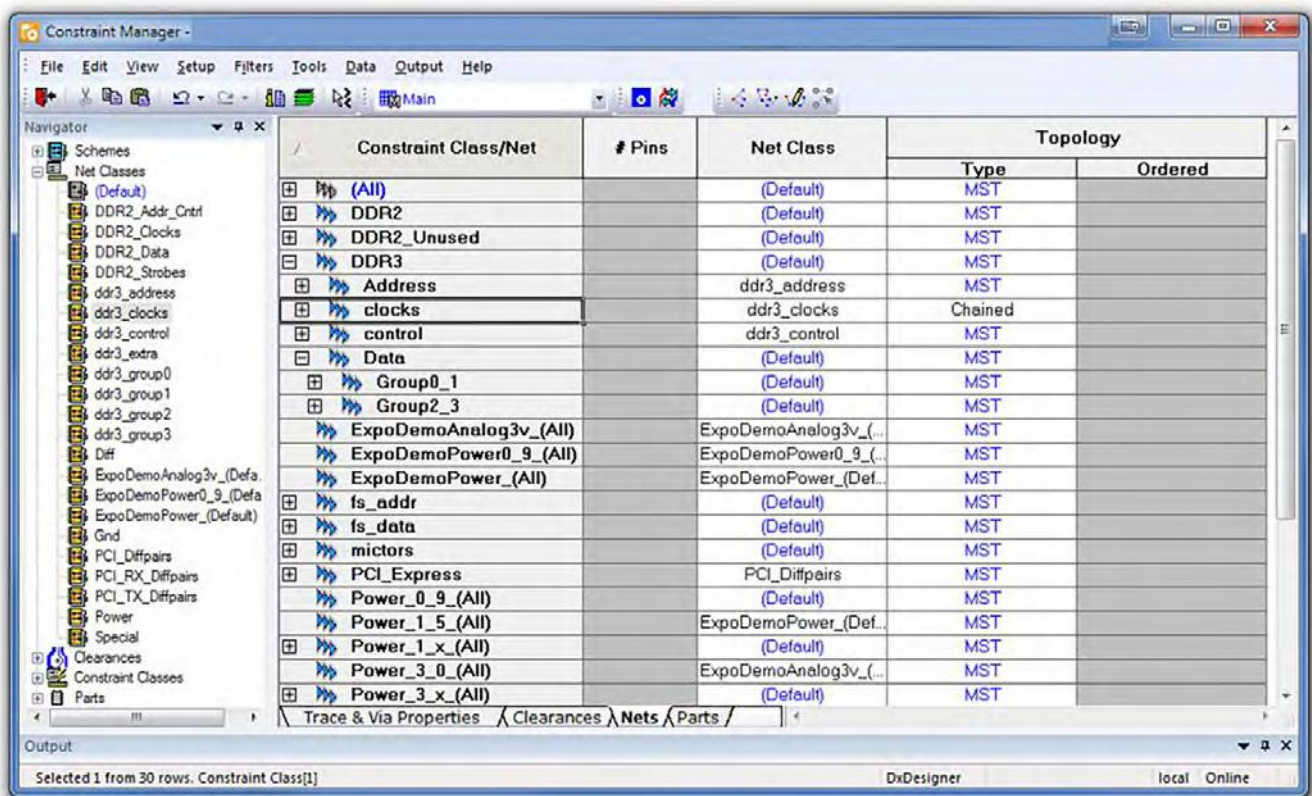 Constraint Manager -
File Edit View Setup Filters Tools Data Output Help
Main
Navigator
Schemes
Net Classes
(Default)
DDR2_Addr_Cntrl
DDR2_Clocks
DDR2_Data
DDR2_Strobes
ddr3_address
ddr3_clocks
ddr3_control
ddr3_extra
ddr3_group0
ddr3_group1
ddr3_group2
ddr3_group3
Diff
ExpoDemoAnalog3v_(Defa.
ExpoDemoPower0_9_(Defa
ExpoDemoPower_(Default)
Gnd
PCI_Diffpairs
PCI_RX_Diffpairs
PCI_TX_Diffpairs
Power
Special
Clearances
Constraint Classes
Parts
Constraint Class/Net # Pins Net Class Topology
Type Ordered
(All) (Default) MST
DDR2 (Default) MST
DDR2_Unused (Default) MST
DDR3 (Default) MST
Address ddr3_address MST
clocks ddr3_clocks Chained
control ddr3_control MST
Data (Default) MST
Group0_1 (Default) MST
Group2_3 (Default) MST
ExpoDemoAnalog3v_(All) ExpoDemoAnalog3v_(... MST
ExpoDemoPower0_9_(All) ExpoDemoPower0_9_(... MST
ExpoDemoPower_(All) ExpoDemoPower_(Def... MST
fs_addr (Default) MST
fs_data (Default) MST
mictors (Default) MST
PCI_Express PCI_Diffpairs MST
Power_0_9_(All) (Default) MST
Power_1_5_(All) ExpoDemoPower_(Def... MST
Power_1_x_(All) (Default) MST
Power_3_0_(All) ExpoDemoAnalog3v_(... MST
Power_3_x_(All) (Default) MST
Trace & Via Properties Clearances Nets Parts
Output
Selected 1 from 30 rows. Constraint Class[1] DxDesigner local Online